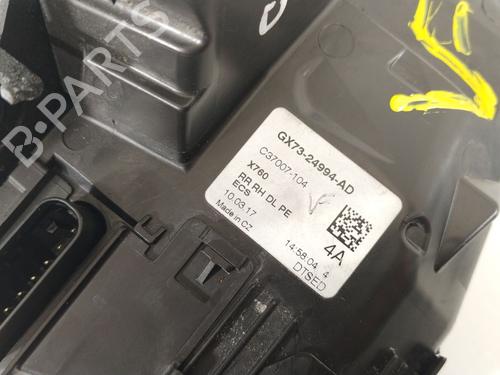 B-PARTS
GX73-24994-AD
C37007-104
X760
RR RH DL PE
ECS
10.03.17
Made in CZ
14:58:04 4
4A
DTSED